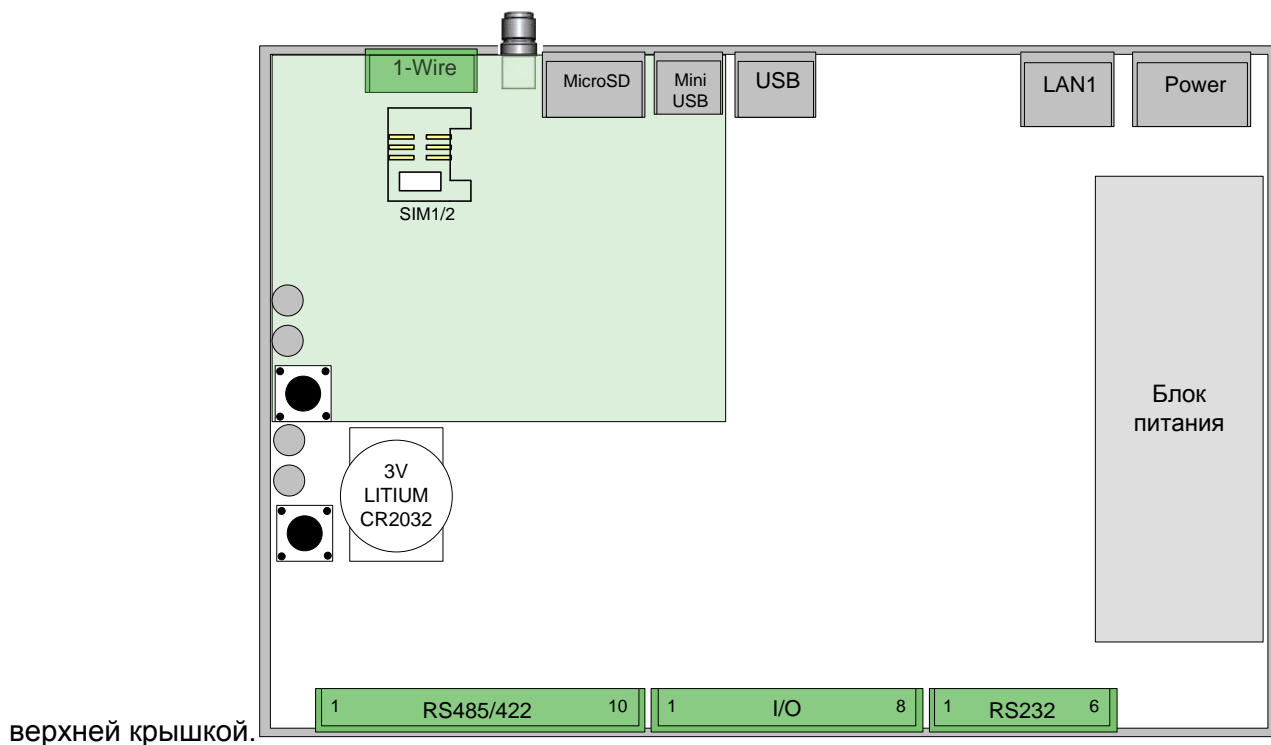 1-Wire
MicroSD
Mini
USB
USB
LAN1
Power
SIM1/2
Блок
питания
3V
LITIUM
CR2032
1 RS485/422 10
1 I/O 8
1 RS232 6
верхней крышкой.